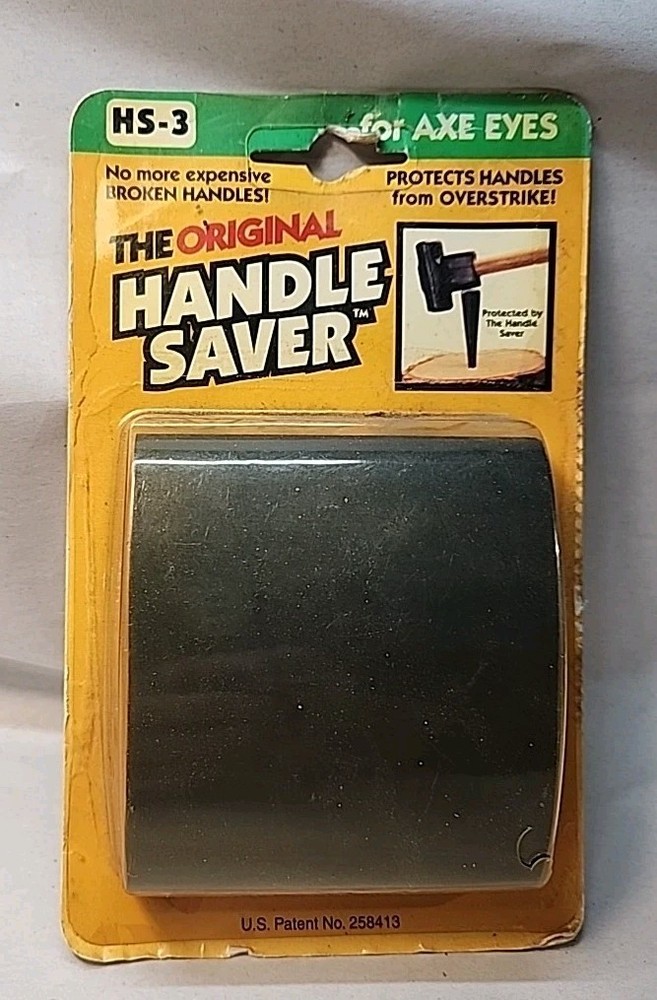 HS-3
...for AXE EYES
No more expensive
BROKEN HANDLES!
PROTECTS HANDLES
from OVERSTRIKE!
THE ORIGINAL
HANDLE
SAVER™
Protected by
The Handle
Saver
U.S. Patent No. 258413